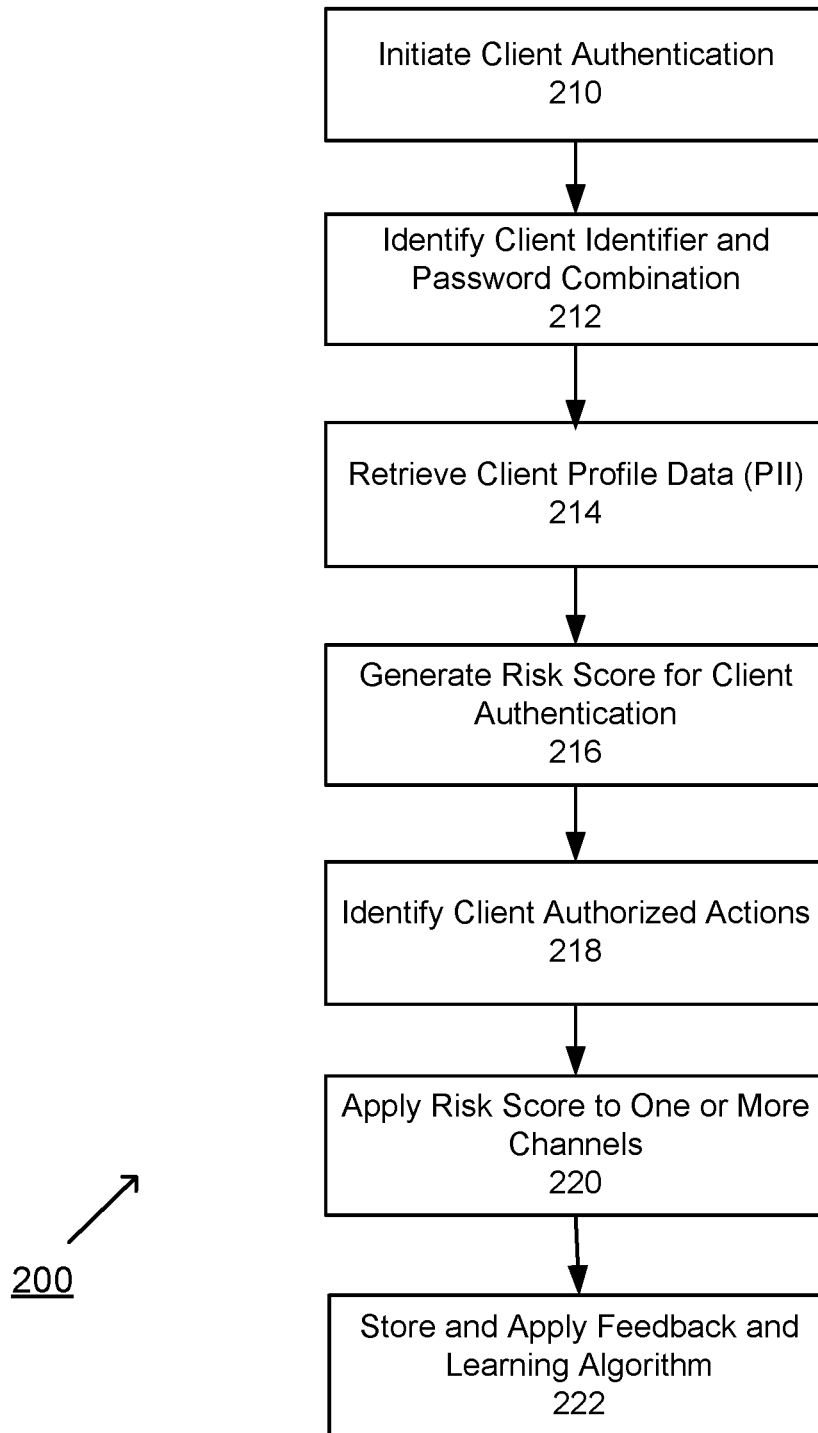 Initiate Client Authentication
210
Identify Client Identifier and
Password Combination
212
Retrieve Client Profile Data (PII)
214
Generate Risk Score for Client
Authentication
216
Identify Client Authorized Actions
218
Apply Risk Score to One or More
Channels
220
200
Store and Apply Feedback and
Learning Algorithm
222